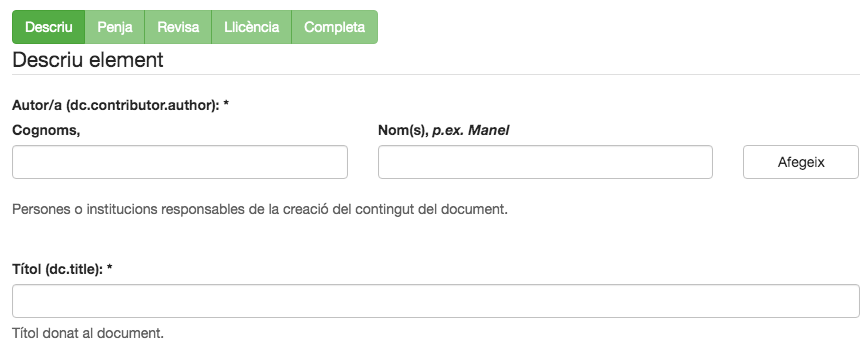 Descriu Penja Revisa Llicència Completa
Descriu element
Autor/a (dc.contributor.author): *
Cognoms, Nom(s), p.ex. Manel
Afegeix
Persones o institucions responsables de la creació del contingut del document.
Títol (dc.title): *
Títol donat al document.